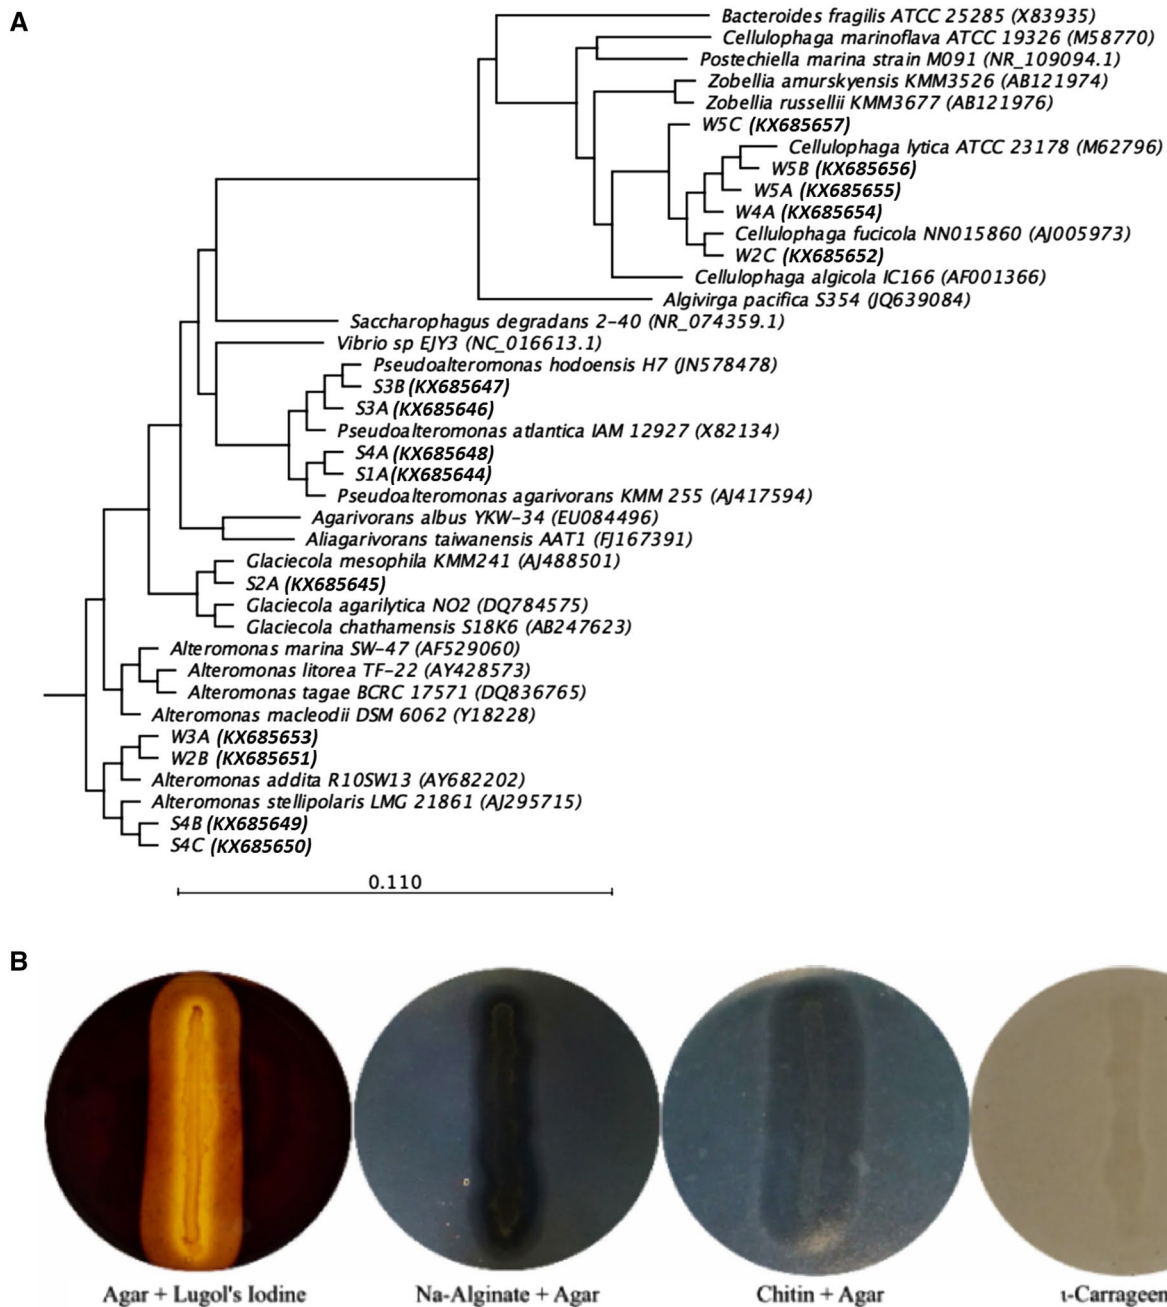 A
Bacteroides fragilis ATCC 25285 (X83935)
Cellulophaga marinoflava ATCC 19326 (M58770)
Postechiella marina strain M091 (NR_109094.1)
Zobellia amurskyensis KMM3526 (AB121974)
Zobellia russellii KMM3677 (AB121976)
W5C (KX685657)
Cellulophaga lytica ATCC 23178 (M62796)
W5B (KX685656)
W5A (KX685655)
W4A (KX685654)
Cellulophaga fucicola NN015860 (AJ005973)
W2C (KX685652)
Cellulophaga algicola IC166 (AF001366)
Algivirga pacifica S354 (JQ639084)
Saccharophagus degradans 2-40 (NR_074359.1)
Vibrio sp EJY3 (NC_016613.1)
Pseudoalteromonas hodoensis H7 (JN578478)
S3B (KX685647)
S3A (KX685646)
Pseudoalteromonas atlantica IAM 12927 (X82134)
S4A (KX685648)
S1A (KX685644)
Pseudoalteromonas agarivorans KMM 255 (AJ417594)
Agarivorans albus YKW-34 (EU084496)
Aliagarivorans taiwanensis AAT1 (FJ167391)
Glaciecola mesophila KMM241 (AJ488501)
S2A (KX685645)
Glaciecola agarilytica NO2 (DQ784575)
Glaciecola chathamensis S18K6 (AB247623)
Alteromonas marina SW-47 (AF529060)
Alteromonas litorea TF-22 (AY428573)
Alteromonas tagae BCRC 17571 (DQ836765)
Alteromonas macleodii DSM 6062 (Y18228)
W3A (KX685653)
W2B (KX685651)
Alteromonas addita R10SW13 (AY682202)
Alteromonas stellipolaris LMG 21861 (AJ295715)
S4B (KX685649)
S4C (KX685650)
0.110
B
Agar + Lugol's Iodine
Na-Alginate + Agar
Chitin + Agar
ι-Carrageen